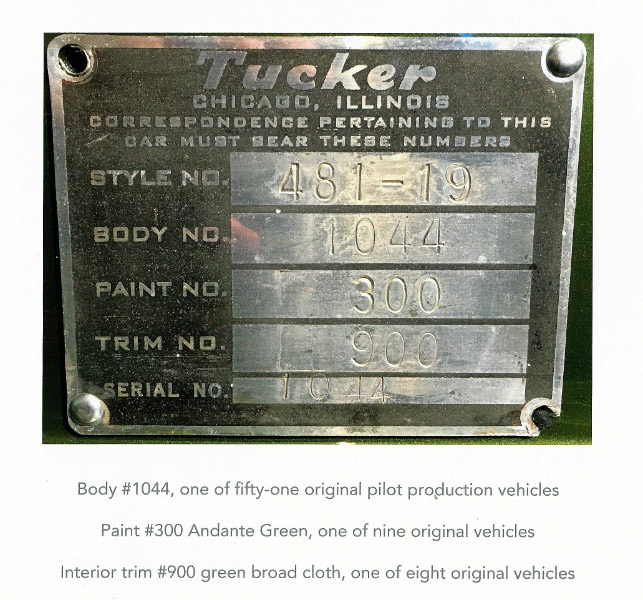 Tucker
CHICAGO, ILLINOIS
CORRESPONDENCE PERTAINING TO THIS
CAR MUST BEAR THESE NUMBERS
STYLE NO. 481-19
BODY NO. 1044
PAINT NO. 300
TRIM NO. 900
SERIAL NO. 1044
Body #1044, one of fifty-one original pilot production vehicles
Paint #300 Andante Green, one of nine original vehicles
Interior trim #900 green broad cloth, one of eight original vehicles